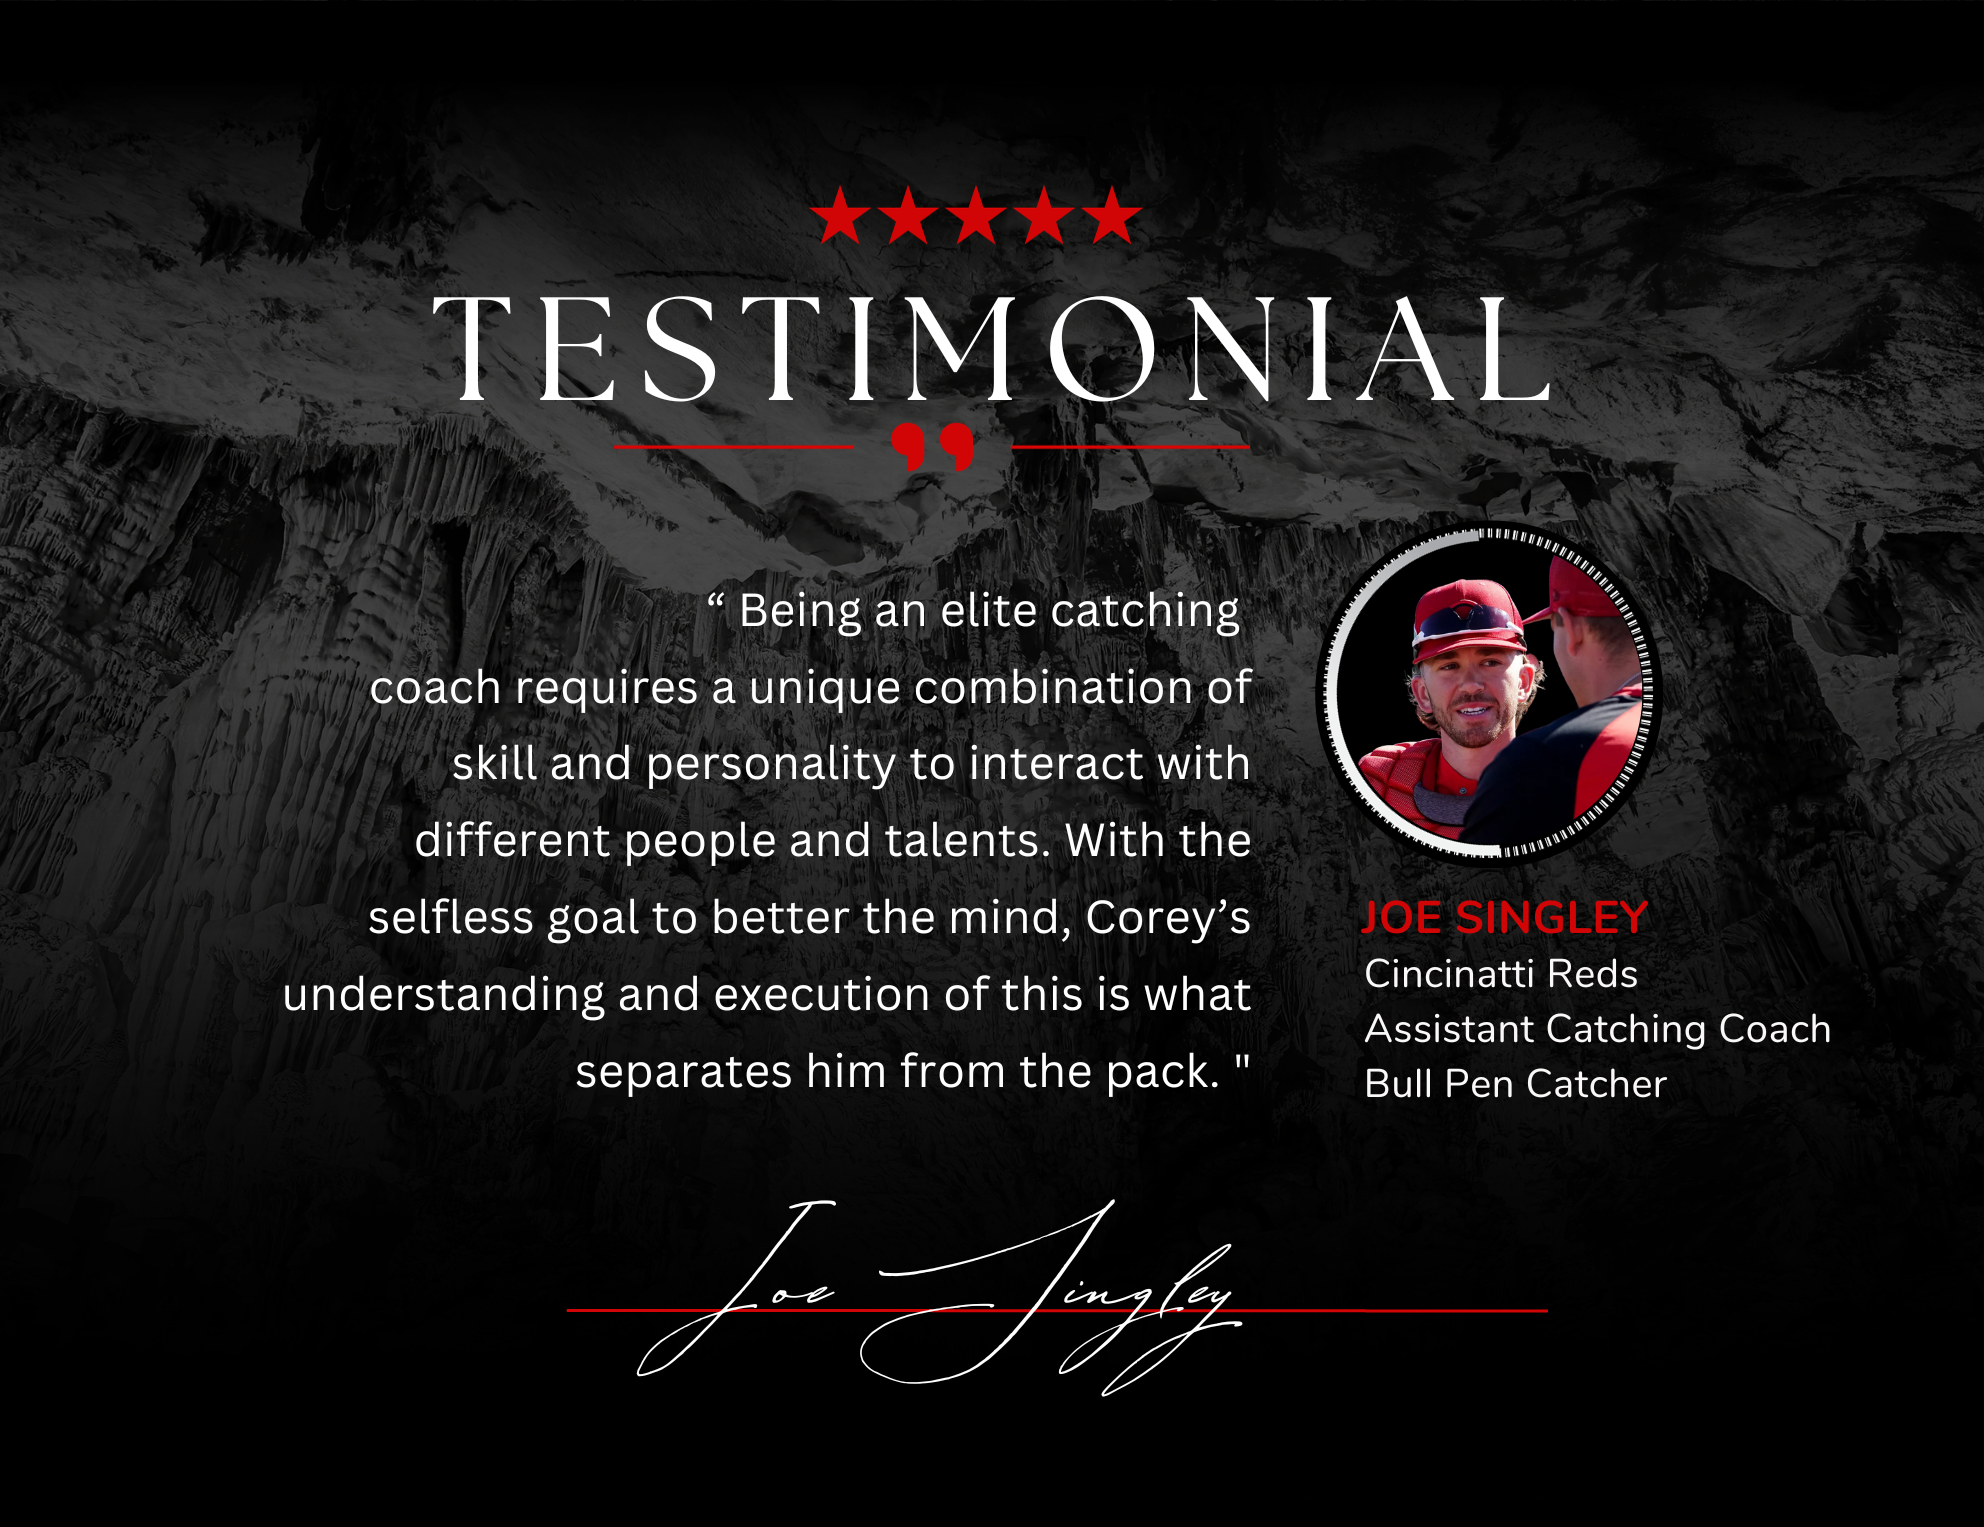 TESTIMONIAL
“ Being an elite catching
coach requires a unique combination of
skill and personality to interact with
different people and talents. With the
selfless goal to better the mind, Corey’s
understanding and execution of this is what
separates him from the pack. "
JOE SINGLEY
Cincinatti Reds
Assistant Catching Coach
Bull Pen Catcher
Joe Singley